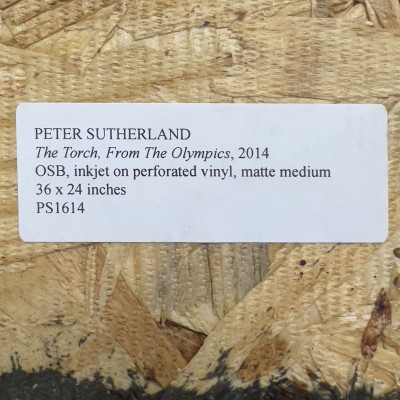 PETER SUTHERLAND
The Torch, From The Olympics, 2014
OSB, inkjet on perforated vinyl, matte medium
36 x 24 inches
PS1614